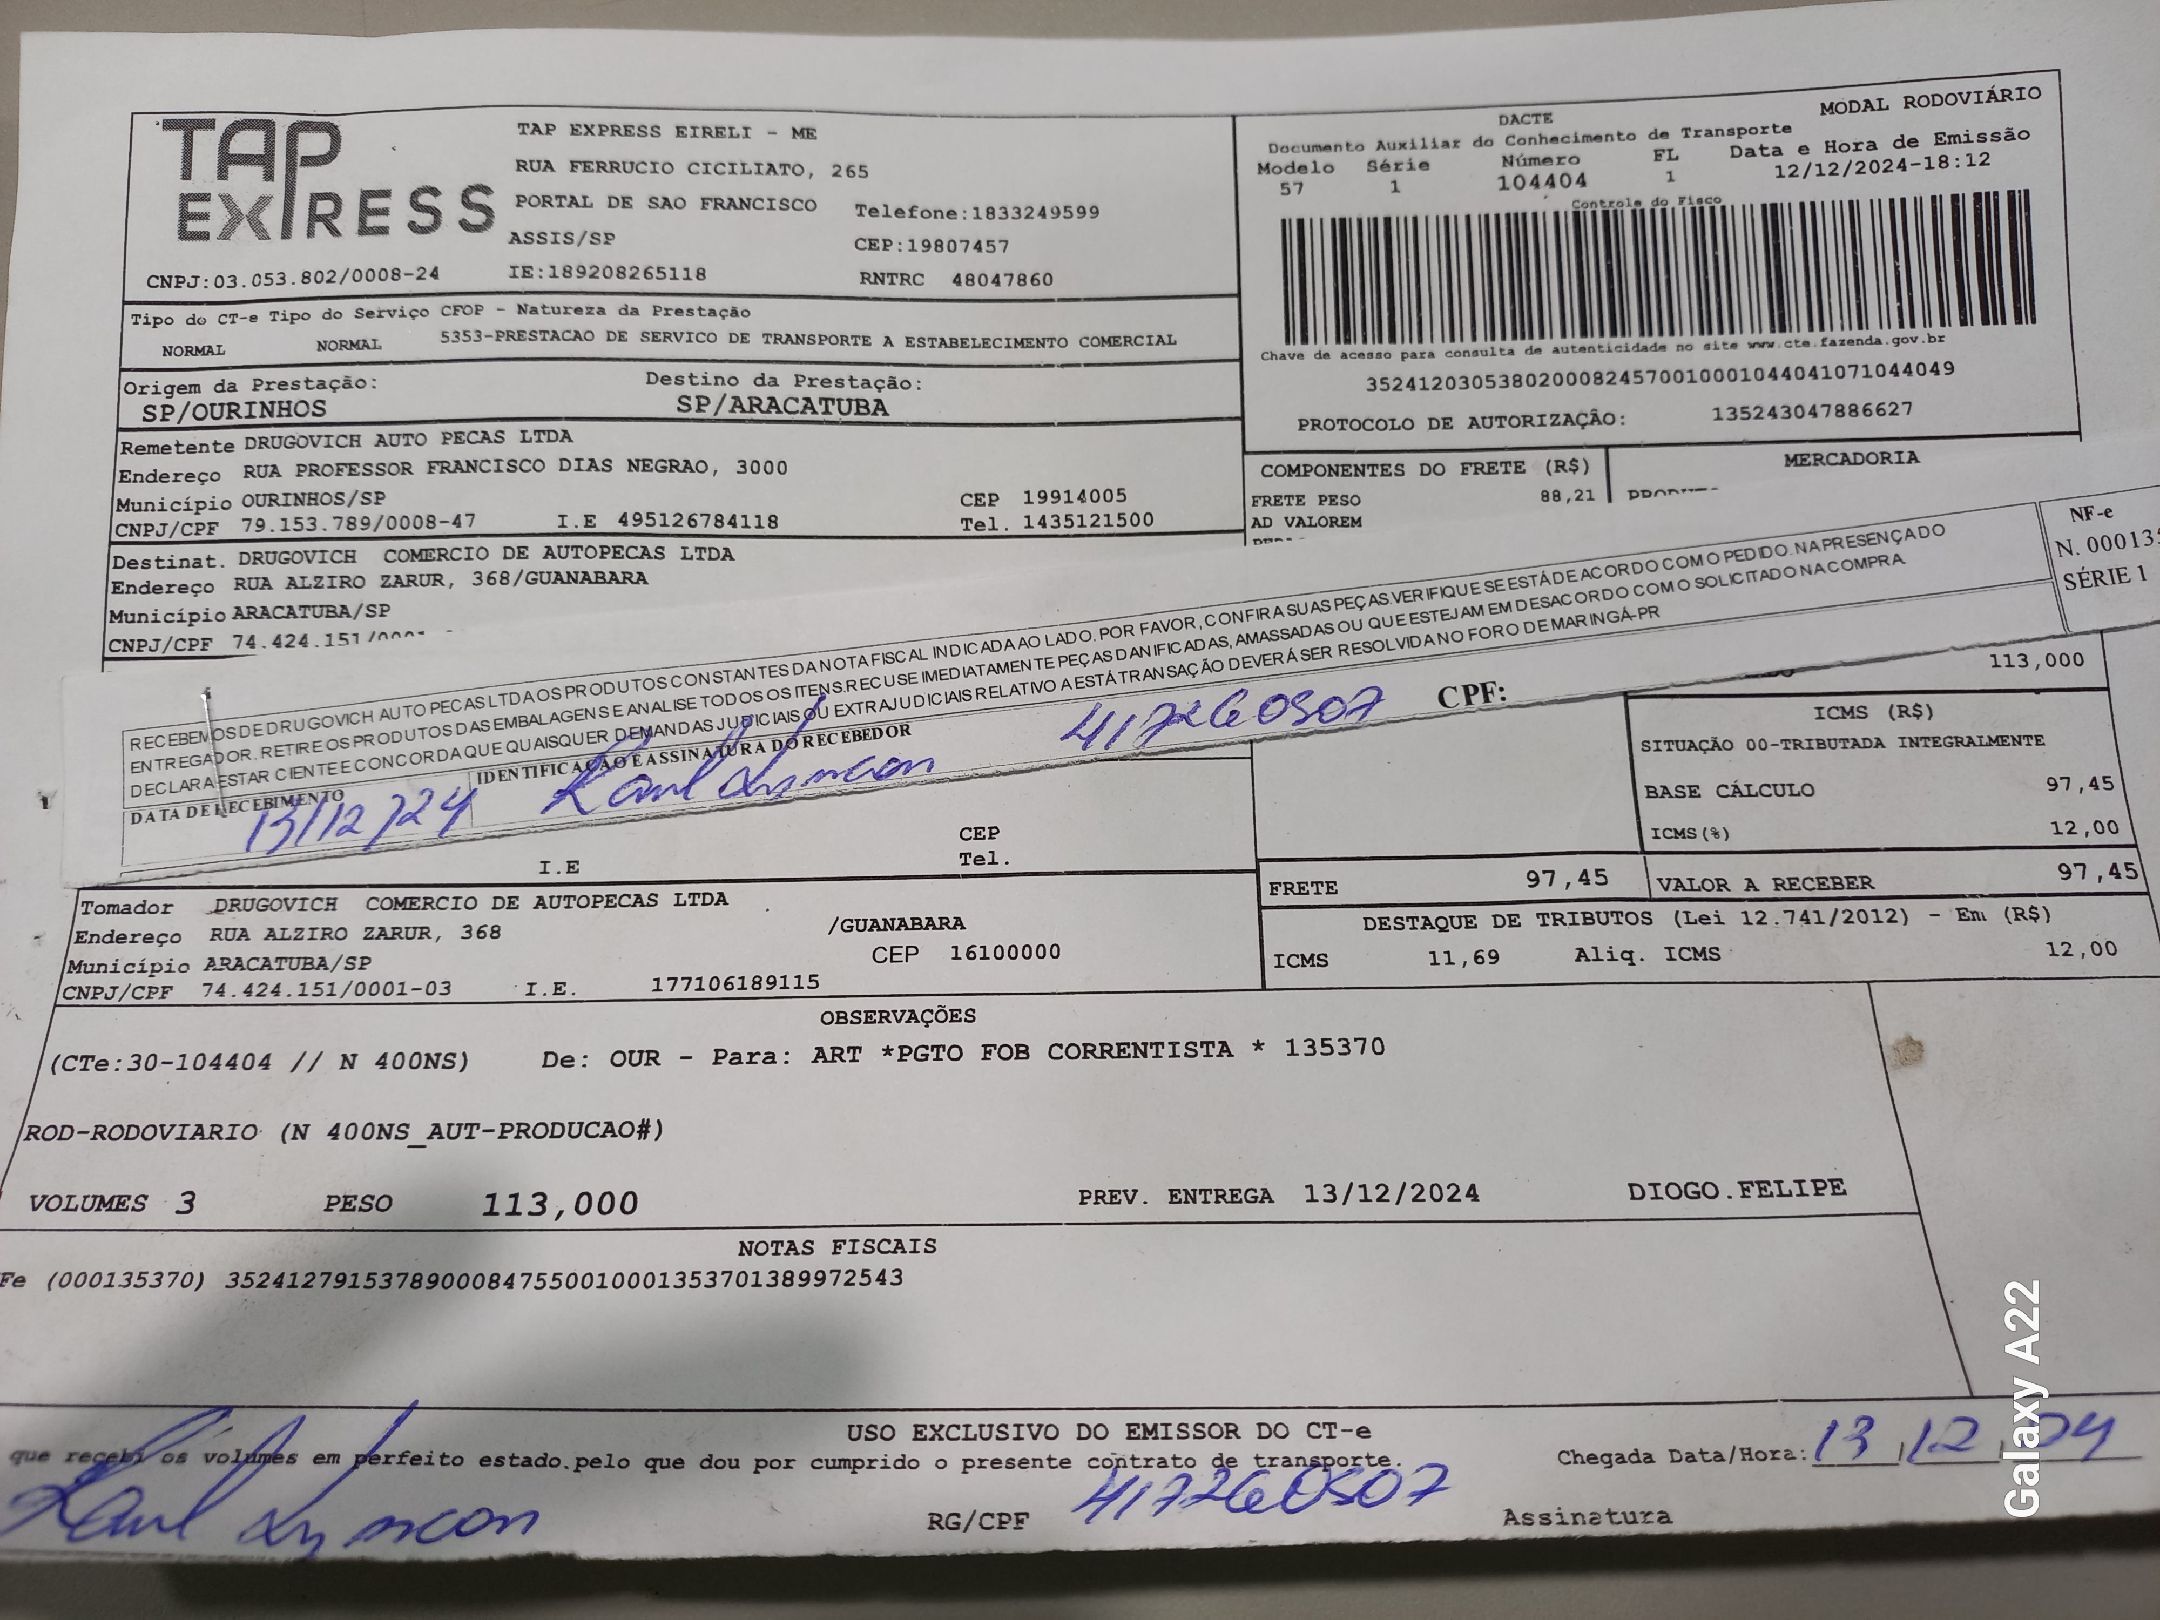 TAP EXPRESS
TAP EXPRESS EIRELI - ME
RUA FERRUCIO CICILIATO, 265
PORTAL DE SAO FRANCISCO
Telefone:1833249599
ASSIS/SP
CEP:19807457
CNPJ:03.053.802/0008-24 IE:189208265118 RNTRC 48047860
DACTE
MODAL RODOVIÁRIO
Documento Auxiliar do Conhecimento de Transporte
Modelo Série Número FL Data e Hora de Emissão
57 1 104404 1 12/12/2024-18:12
Controle do Fisco
Chave de acesso para consulta de autenticidade no site www.cte.fazenda.gov.br
35241203053802000824570010001044041071044049
PROTOCOLO DE AUTORIZAÇÃO: 135243047886627
Tipo do CT-e Tipo do Serviço CFOP - Natureza da Prestação
NORMAL NORMAL 5353-PRESTACAO DE SERVICO DE TRANSPORTE A ESTABELECIMENTO COMERCIAL
Origem da Prestação: Destino da Prestação:
SP/OURINHOS SP/ARACATUBA
Remetente DRUGOVICH AUTO PECAS LTDA
Endereço RUA PROFESSOR FRANCISCO DIAS NEGRAO, 3000
Município OURINHOS/SP CEP 19914005
CNPJ/CPF 79.153.789/0008-47 I.E 495126784118 Tel. 1435121500
COMPONENTES DO FRETE (R$) MERCADORIA
FRETE PESO 88,21
AD VALOREM
Destinat. DRUGOVICH COMERCIO DE AUTOPECAS LTDA
Endereço RUA ALZIRO ZARUR, 368/GUANABARA
Município ARACATUBA/SP
CNPJ/CPF 74.424.151
NF-e
N. 00013
SÉRIE 1
RECEBEMOS DE DRUGOVICH AUTO PECAS LTDA OS PRODUTOS CONSTANTES DA NOTA FISCAL INDICADA AO LADO. POR FAVOR, CONFIRA SUAS PEÇAS.VERIFIQUE SE ESTÁ DE ACORDO COM O PEDIDO. NA PRESENÇA DO
ENTREGADOR. RETIRE OS PRODUTOS DAS EMBALAGENS E ANALISE TODOS OS ITENS.RECUSE IMEDIATAMENTE PEÇAS DANIFICADAS, AMASSADAS OU QUE ESTEJAM EM DESACORDO COM O SOLICITADO NA COMPRA.
DECLARA ESTAR CIENTE E CONCORDA QUE QUAISQUER DEMANDAS JUDICIAIS OU EXTRAJUDICIAIS RELATIVO A ESTÁ TRANSAÇÃO DEVERÁ SER RESOLVIDA NO FORO DE MARINGÁ-PR
DATA DE RECEBIMENTO IDENTIFICAÇÃO E ASSINATURA DO RECEBEDOR CPF:
13/12/24 417260507
113,000
ICMS (R$)
SITUAÇÃO 00-TRIBUTADA INTEGRALMENTE
BASE CÁLCULO 97,45
ICMS(%) 12,00
CEP
I.E Tel.
FRETE 97,45 VALOR A RECEBER 97,45
DESTAQUE DE TRIBUTOS (Lei 12.741/2012) - Em (R$)
ICMS 11,69 Aliq. ICMS 12,00
Tomador DRUGOVICH COMERCIO DE AUTOPECAS LTDA
Endereço RUA ALZIRO ZARUR, 368 /GUANABARA
Município ARACATUBA/SP CEP 16100000
CNPJ/CPF 74.424.151/0001-03 I.E. 177106189115
OBSERVAÇÕES
(CTe:30-104404 // N 400NS) De: OUR - Para: ART *PGTO FOB CORRENTISTA * 135370
ROD-RODOVIARIO (N 400NS_AUT-PRODUCAO#)
VOLUMES 3 PESO 113,000 PREV. ENTREGA 13/12/2024 DIOGO.FELIPE
NOTAS FISCAIS
Fe (000135370) 35241279153789000847550010001353701389972543
USO EXCLUSIVO DO EMISSOR DO CT-e
que recebi os volumes em perfeito estado.pelo que dou por cumprido o presente contrato de transporte. Chegada Data/Hora: 13/12/24
RG/CPF 417260507 Assinatura
Galaxy A22